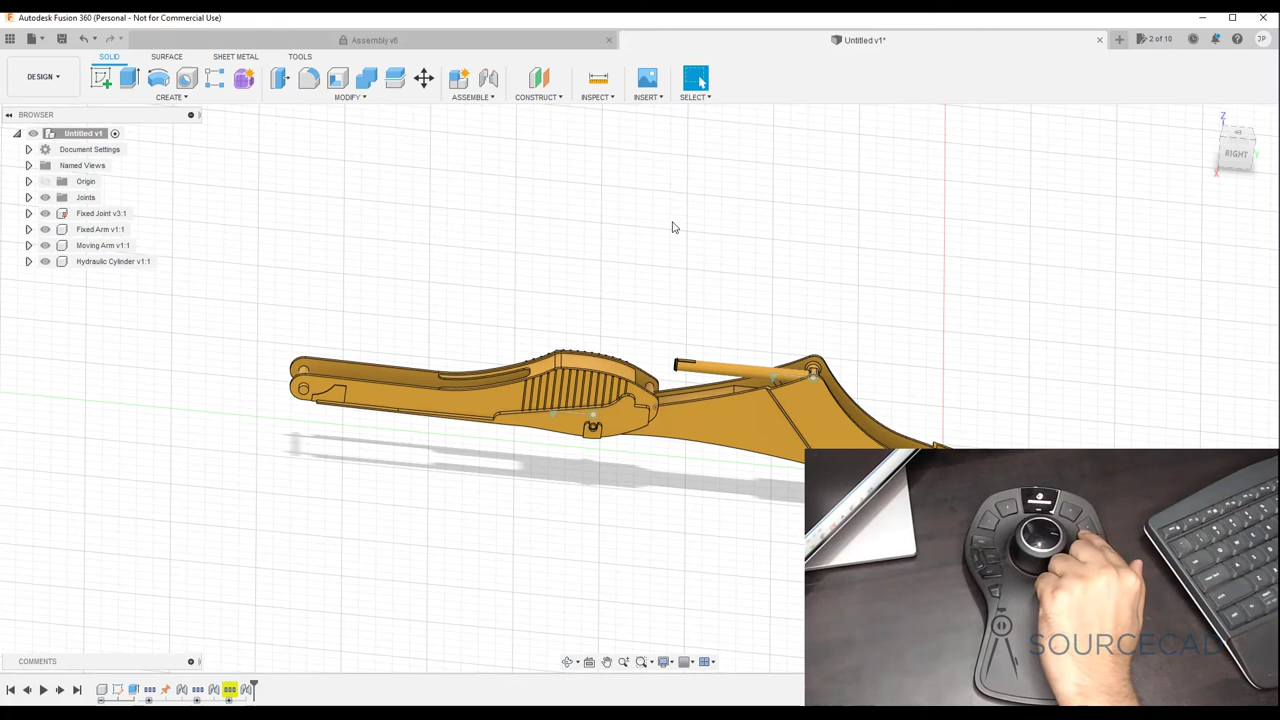 Autodesk Fusion 360 (Personal - Not for Commercial Use)
Assembly v6
Untitled v1*
2 of 10
JP
DESIGN
SOLID
SURFACE
SHEET METAL
TOOLS
CREATE
MODIFY
ASSEMBLE
CONSTRUCT
INSPECT
INSERT
SELECT
BROWSER
Untitled v1
Document Settings
Named Views
Origin
Joints
Fixed Joint v3:1
Fixed Arm v1:1
Moving Arm v1:1
Hydraulic Cylinder v1:1
Z
RIGHT
Y
X
SOURCECAD
COMMENTS